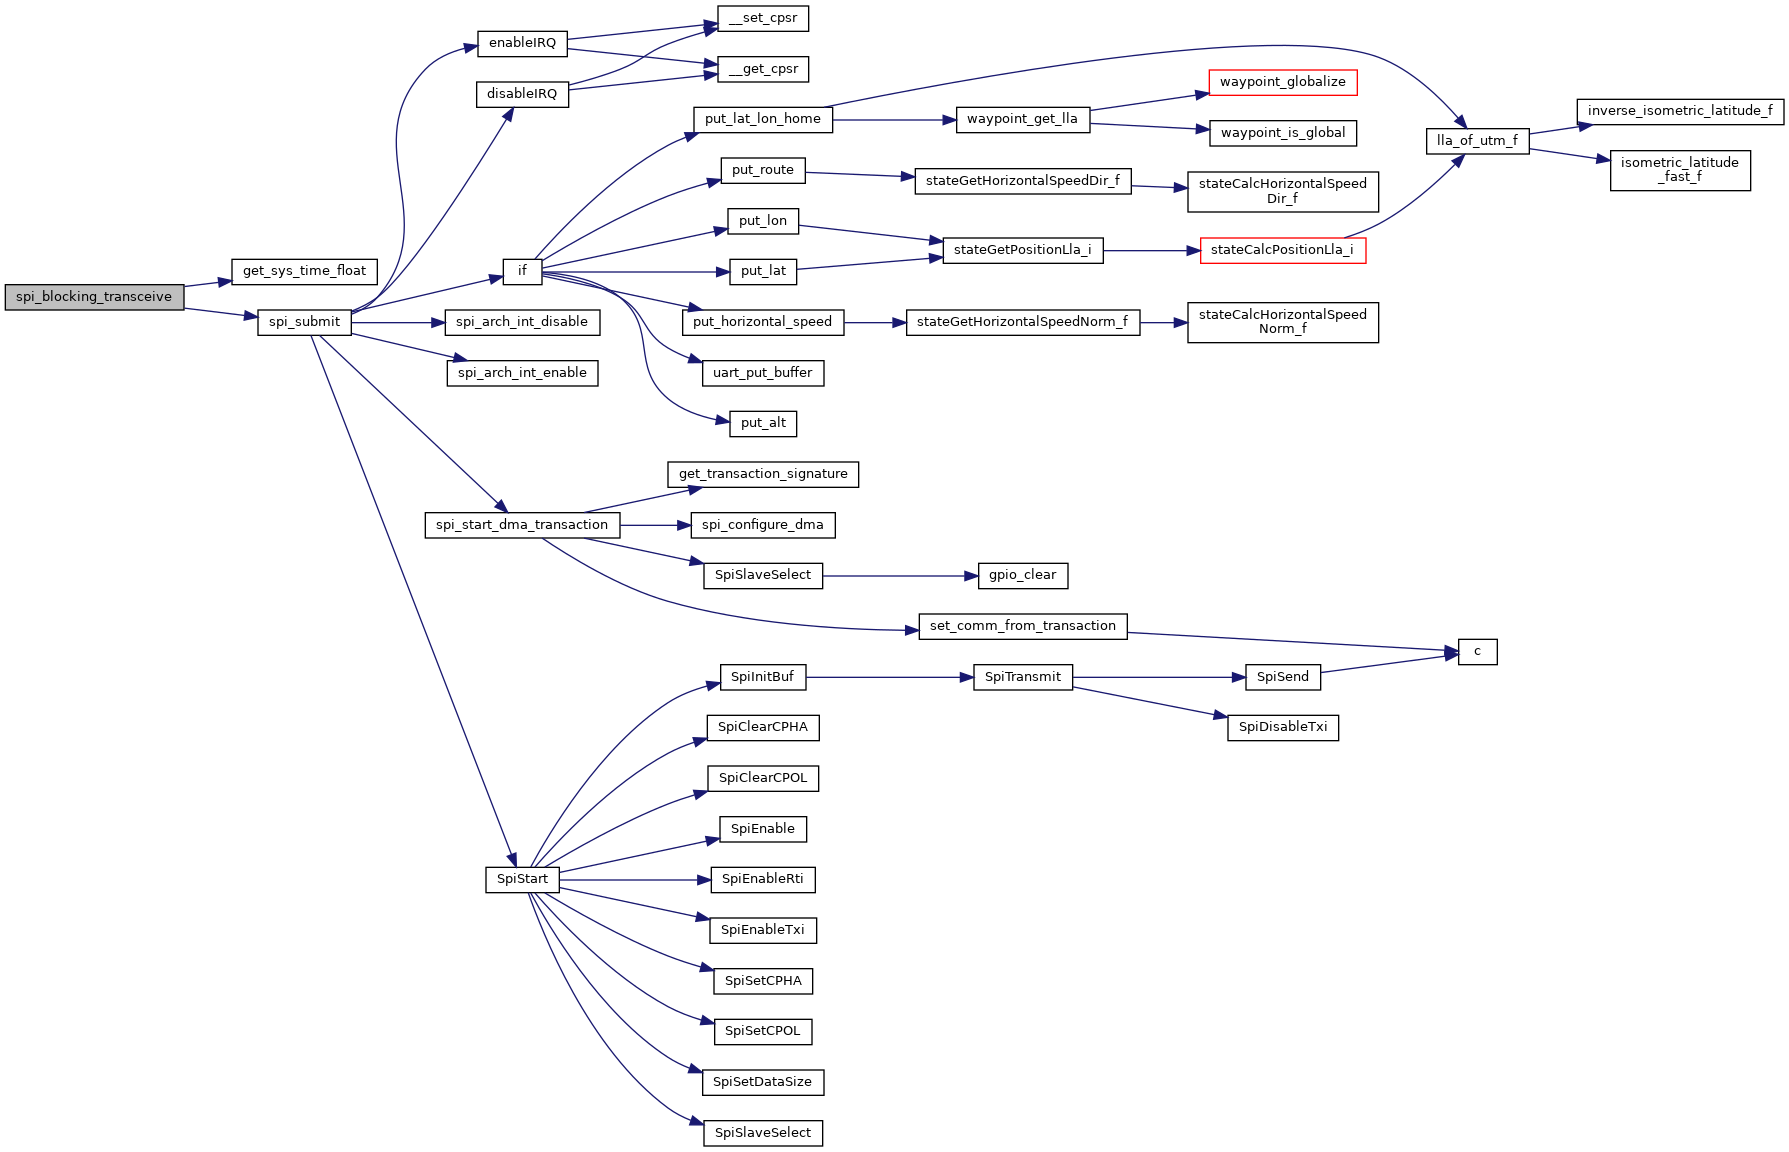 spi_blocking_transceive
get_sys_time_float
spi_submit
enableIRQ
disableIRQ
__set_cpsr
__get_cpsr
if
spi_arch_int_disable
spi_arch_int_enable
put_lat_lon_home
put_route
put_lon
put_lat
put_horizontal_speed
uart_put_buffer
put_alt
waypoint_get_lla
waypoint_globalize
waypoint_is_global
stateGetHorizontalSpeedDir_f
stateCalcHorizontalSpeed
Dir_f
stateGetPositionLla_i
stateCalcPositionLla_i
stateGetHorizontalSpeedNorm_f
stateCalcHorizontalSpeed
Norm_f
lla_of_utm_f
inverse_isometric_latitude_f
isometric_latitude
_fast_f
spi_start_dma_transaction
get_transaction_signature
spi_configure_dma
SpiSlaveSelect
gpio_clear
set_comm_from_transaction
c
SpiStart
SpiInitBuf
SpiTransmit
SpiSend
SpiDisableTxi
SpiClearCPHA
SpiClearCPOL
SpiEnable
SpiEnableRti
SpiEnableTxi
SpiSetCPHA
SpiSetCPOL
SpiSetDataSize
SpiSlaveSelect